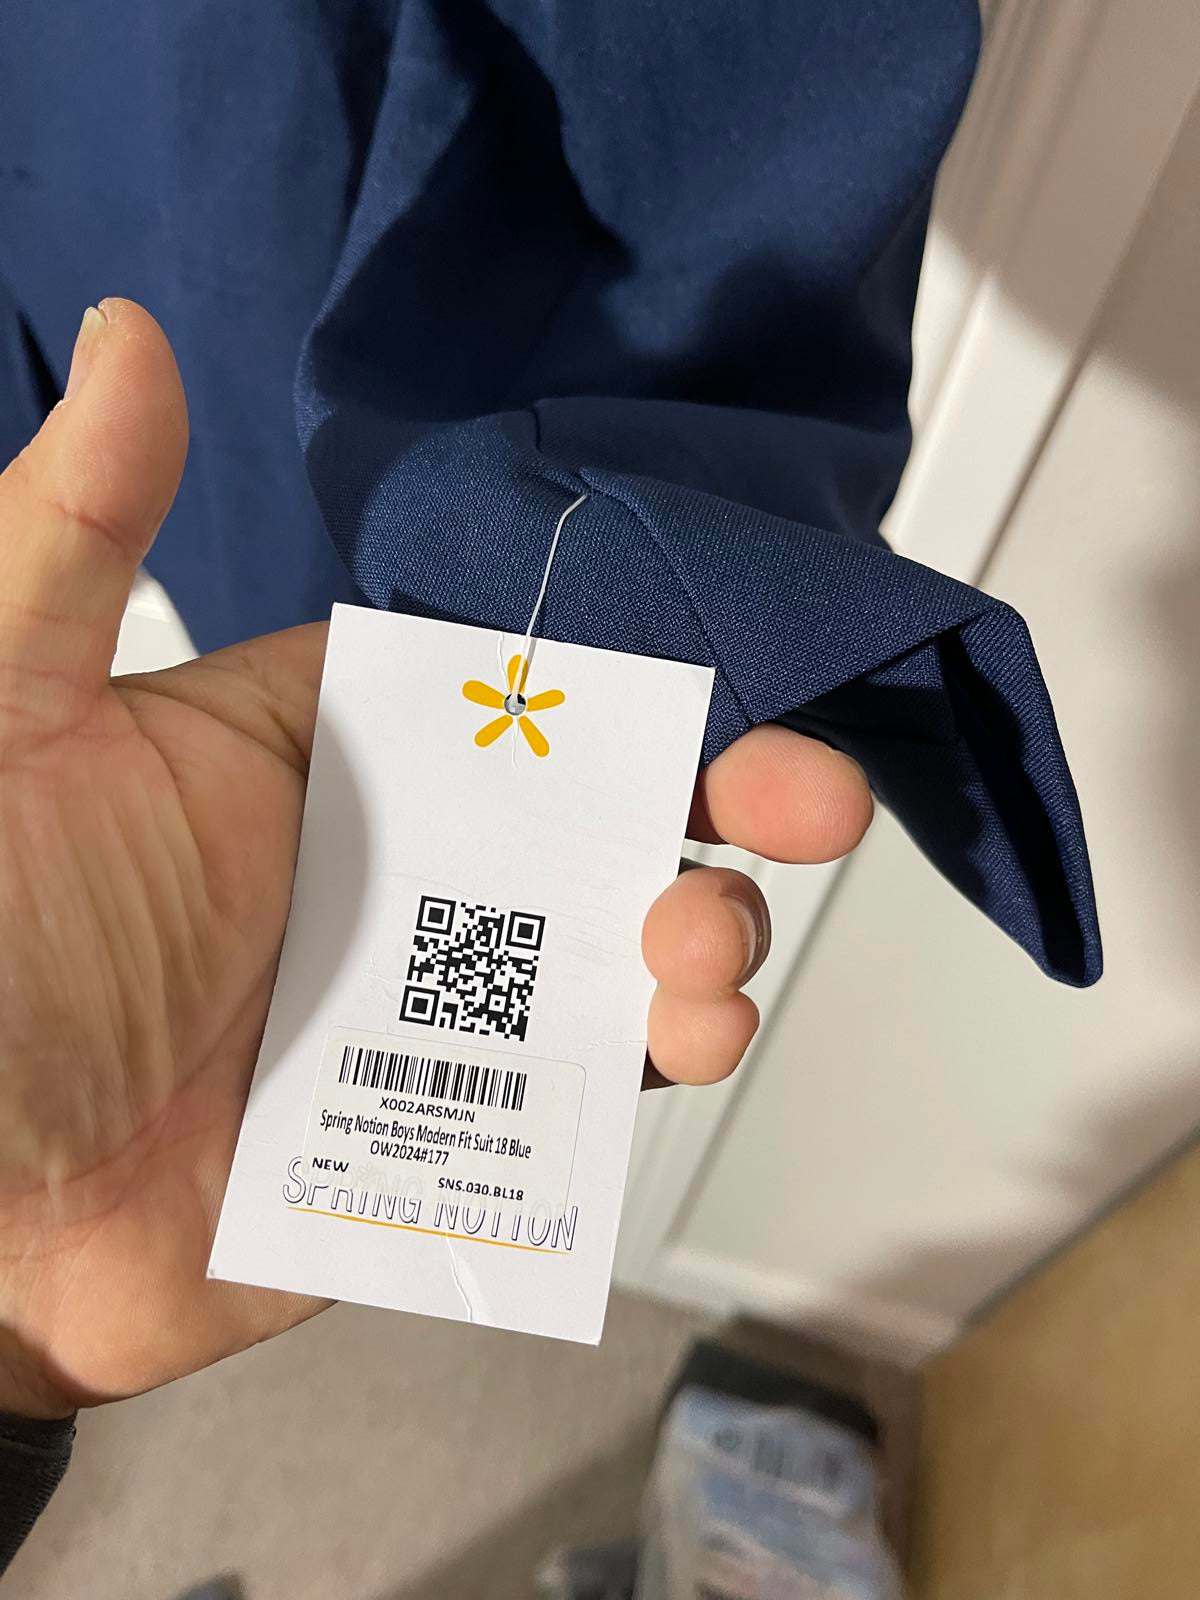 X002ARSMJN
Spring Notion Boys Modern Fit Suit 18 Blue
OW2024#177
NEW
SNS.030.BL18
SPRING NOTION